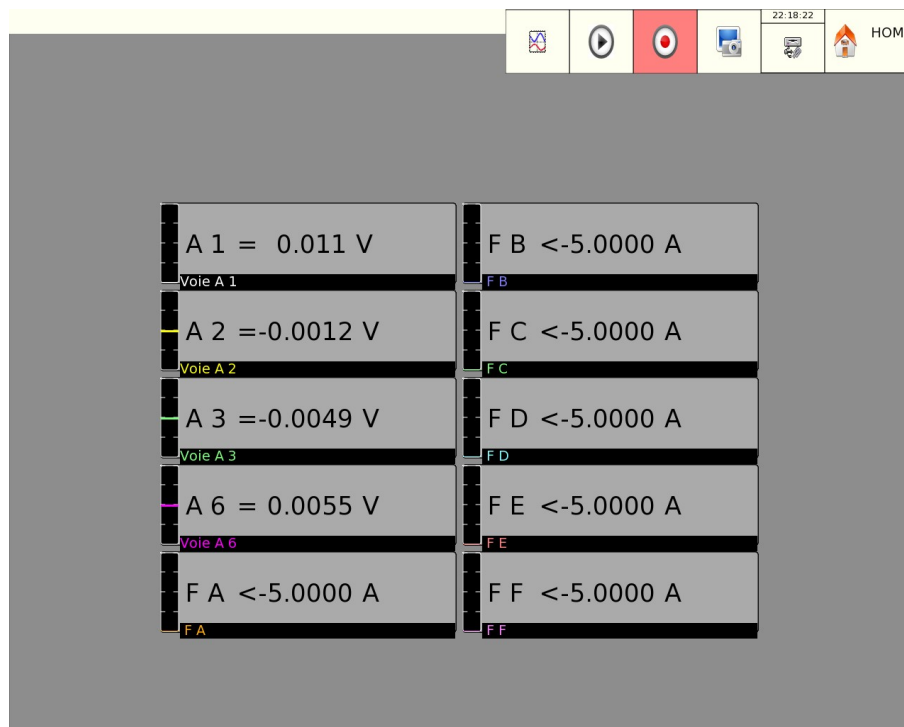 22:18:22
HOM
A 1 = 0.011 V
Voie A 1
A 2 =-0.0012 V
Voie A 2
A 3 =-0.0049 V
Voie A 3
A 6 = 0.0055 V
Voie A 6
F A <-5.0000 A
F A
F B <-5.0000 A
F B
F C <-5.0000 A
F C
F D <-5.0000 A
F D
F E <-5.0000 A
F E
F F <-5.0000 A
F F